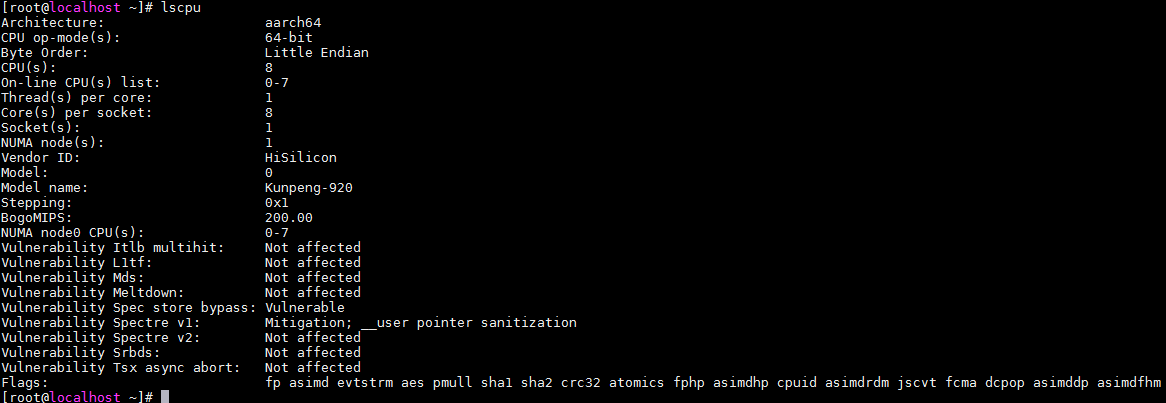 [root@localhost ~]# lscpu
Architecture: aarch64
CPU op-mode(s): 64-bit
Byte Order: Little Endian
CPU(s): 8
On-line CPU(s) list: 0-7
Thread(s) per core: 1
Core(s) per socket: 8
Socket(s): 1
NUMA node(s): 1
Vendor ID: HiSilicon
Model: 0
Model name: Kunpeng-920
Stepping: 0x1
BogoMIPS: 200.00
NUMA node0 CPU(s): 0-7
Vulnerability Itlb multihit: Not affected
Vulnerability L1tf: Not affected
Vulnerability Mds: Not affected
Vulnerability Meltdown: Not affected
Vulnerability Spec store bypass: Vulnerable
Vulnerability Spectre v1: Mitigation; __user pointer sanitization
Vulnerability Spectre v2: Not affected
Vulnerability Srbds: Not affected
Vulnerability Tsx async abort: Not affected
Flags: fp asimd evtstrm aes pmull sha1 sha2 crc32 atomics fphp asimdhp cpuid asimdrdm jscvt fcma dcpop asimddp asimdfhm
[root@localhost ~]#